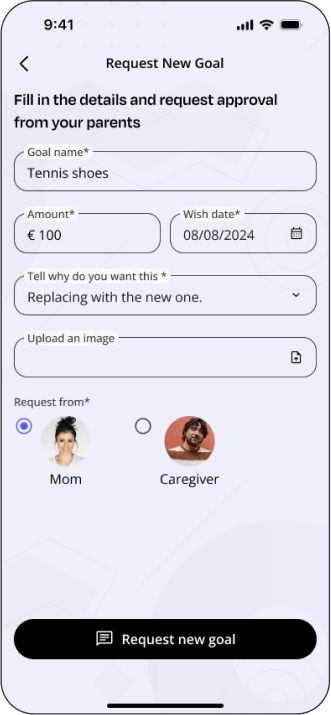 9:41
Request New Goal
Fill in the details and request approval
from your parents
Goal name*
Tennis shoes
Amount*
Wish date*
€ 100
08/08/2024
Tell why do you want this *
Replacing with the new one.
Upload an image
Request from*
Mom
Caregiver
Request new goal